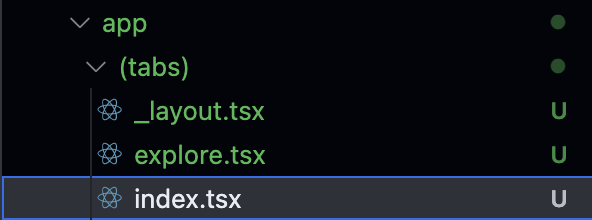 app
(tabs)
_layout.tsx U
explore.tsx U
index.tsx U